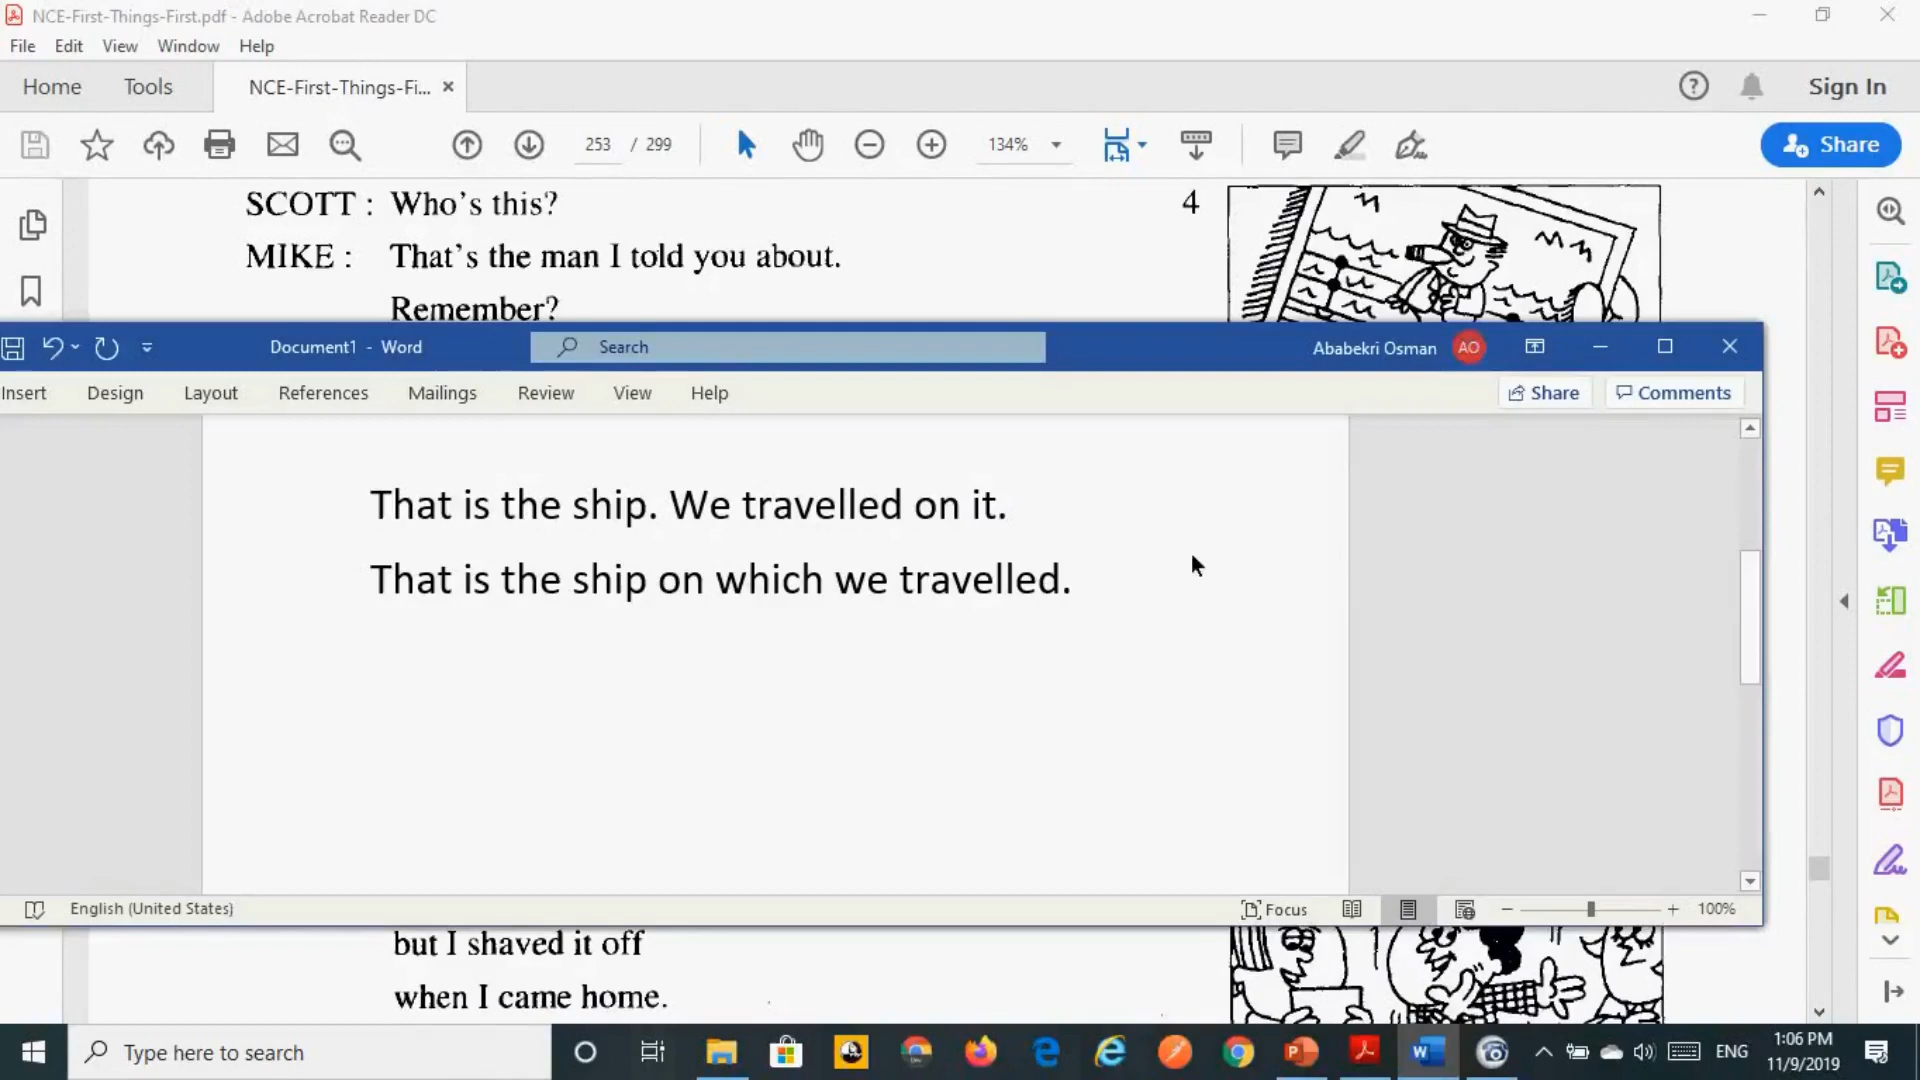 NCE-First-Things-First.pdf - Adobe Acrobat Reader DC
File Edit View Window Help
Home Tools NCE-First-Things-Fi... × Sign In
253 / 299 134% Share
SCOTT : Who's this? 4
MIKE : That's the man I told you about.
Remember?
Document1 - Word Search Ababekri Osman AO
Insert Design Layout References Mailings Review View Help Share Comments
That is the ship. We travelled on it.
That is the ship on which we travelled.
English (United States) Focus 100%
but I shaved it off
when I came home.
Type here to search ENG 1:06 PM
11/9/2019